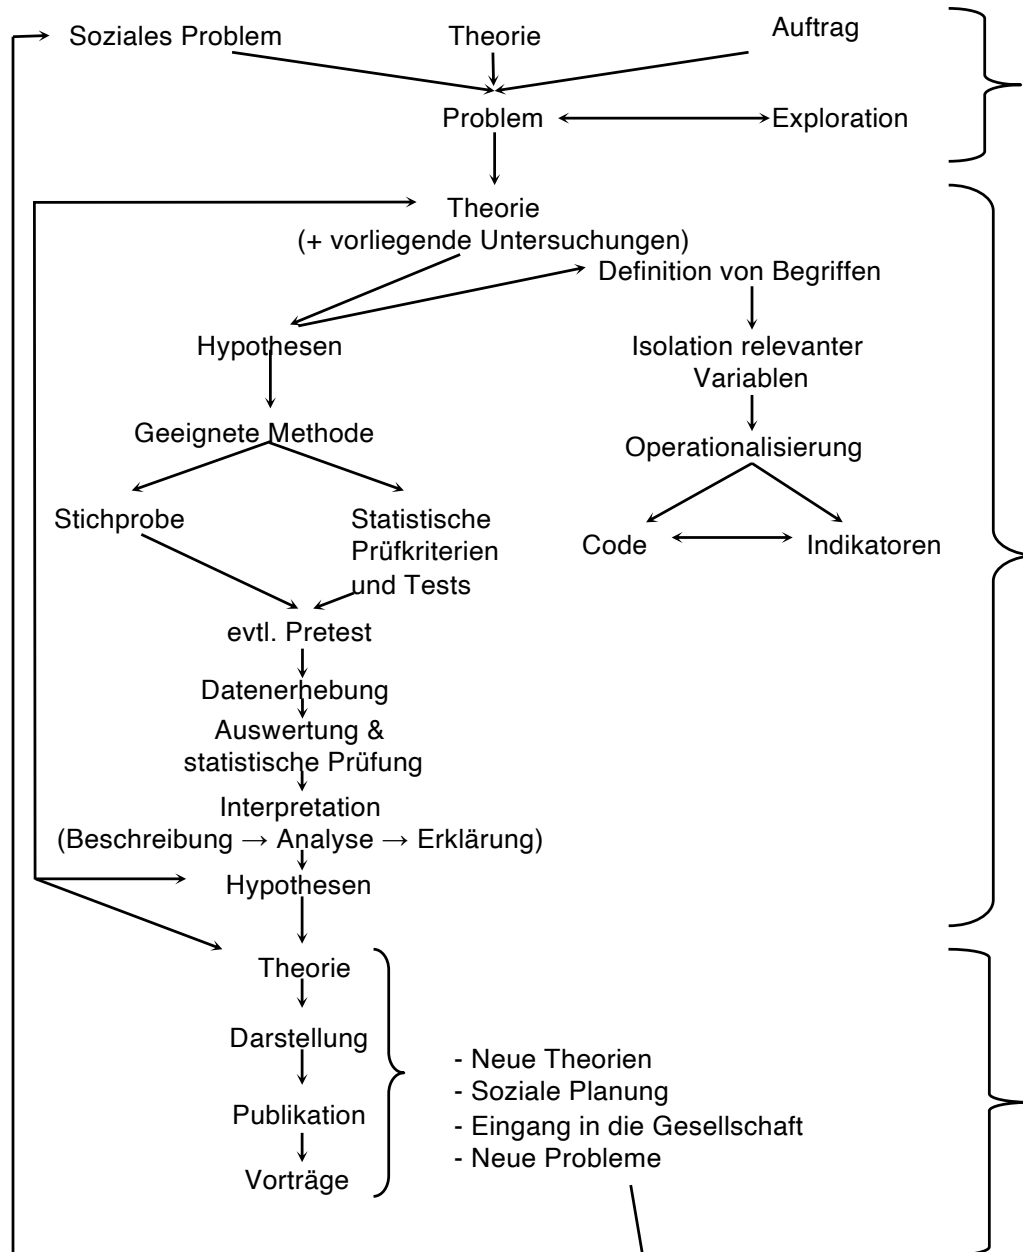 Soziales Problem
Theorie
Auftrag
Problem
Exploration
Theorie
(+ vorliegende Untersuchungen)
Definition von Begriffen
Hypothesen
Isolation relevanter
Variablen
Geeignete Methode
Operationalisierung
Stichprobe
Statistische
Prüfkriterien
und Tests
Code
Indikatoren
evtl. Pretest
Datenerhebung
Auswertung &
statistische Prüfung
Interpretation
(Beschreibung → Analyse → Erklärung)
Hypothesen
Theorie
Darstellung
Publikation
Vorträge
- Neue Theorien
- Soziale Planung
- Eingang in die Gesellschaft
- Neue Probleme